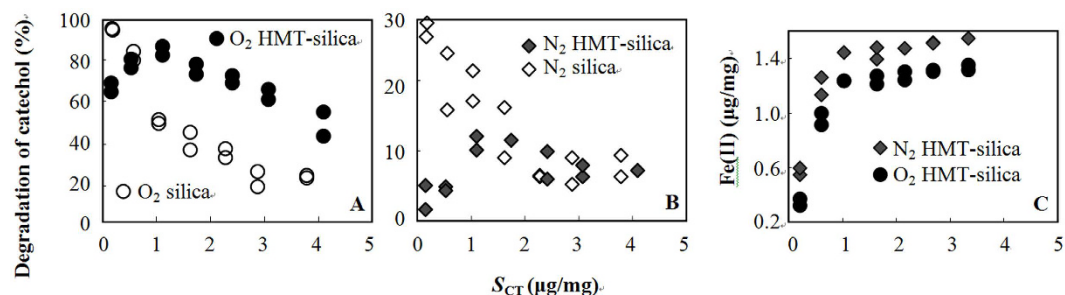 Degradation of catechol (%)
100
80
60
40
20
0
O₂ HMT-silica
O₂ silica
A
0 1 2 3 4 5
30
20
10
0
N₂ HMT-silica
N₂ silica
B
0 1 2 3 4 5
S_CT (μg/mg)
Fe(II) (μg/mg)
1.4
1.0
0.6
0.2
N₂ HMT-silica
O₂ HMT-silica
C
0 1 2 3 4 5